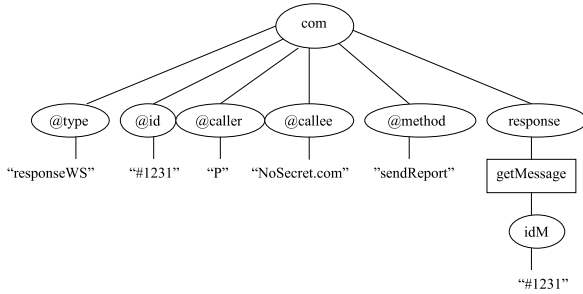 com
@type @id @caller @callee @method response
“responseWS” “#1231” “P” “NoSecret.com” ”sendReport” getMessage
idM
“#1231”